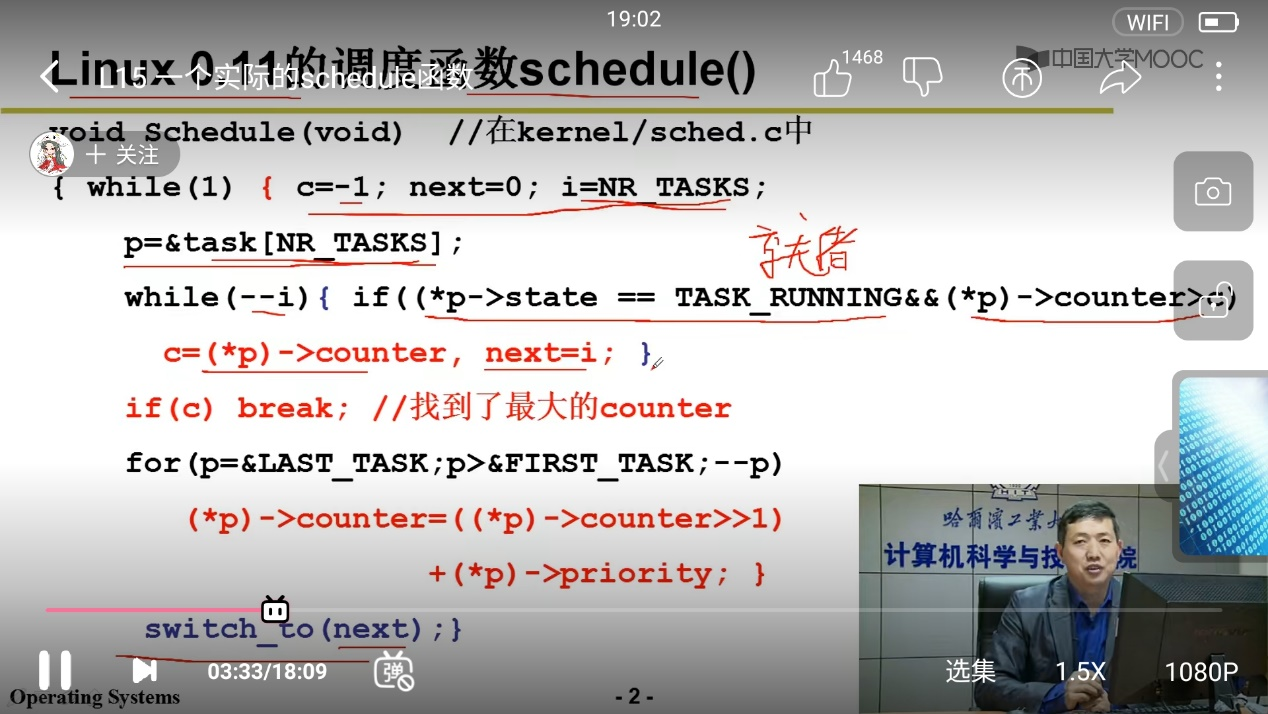 19:02
WIFI
Linux 0.11的调度函数schedule()
L15 一个实际的schedule函数
1468
中国大学MOOC
void Schedule(void) //在kernel/sched.c中
＋ 关注
{ while(1) { c=-1; next=0; i=NR_TASKS;
p=&task[NR_TASKS];
就绪
while(--i){ if((*p->state == TASK_RUNNING&&(*p)->counter>c)
c=(*p)->counter, next=i; }
if(c) break; //找到了最大的counter
for(p=&LAST_TASK;p>&FIRST_TASK;--p)
(*p)->counter=((*p)->counter>>1)
+(*p)->priority; }
哈尔滨工业大
计算机科学与技 院
switch_to(next);}
03:33/18:09
弹
选集
1.5X
1080P
Operating Systems
- 2 -